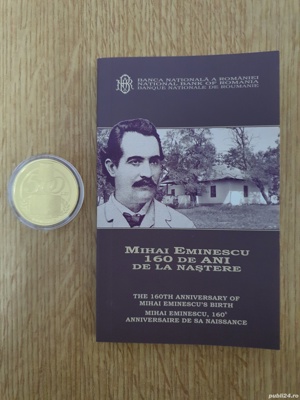 BANCA NAȚIONALĂ A ROMÂNIEI
NATIONAL BANK OF ROMANIA
BANQUE NATIONALE DE ROUMANIE
MIHAI EMINESCU
160 DE ANI
DE LA NAȘTERE
THE 160TH ANNIVERSARY OF
MIHAI EMINESCU'S BIRTH
MIHAI EMINESCU, 160E
ANNIVERSAIRE DE SA NAISSANCE
publi24.ro